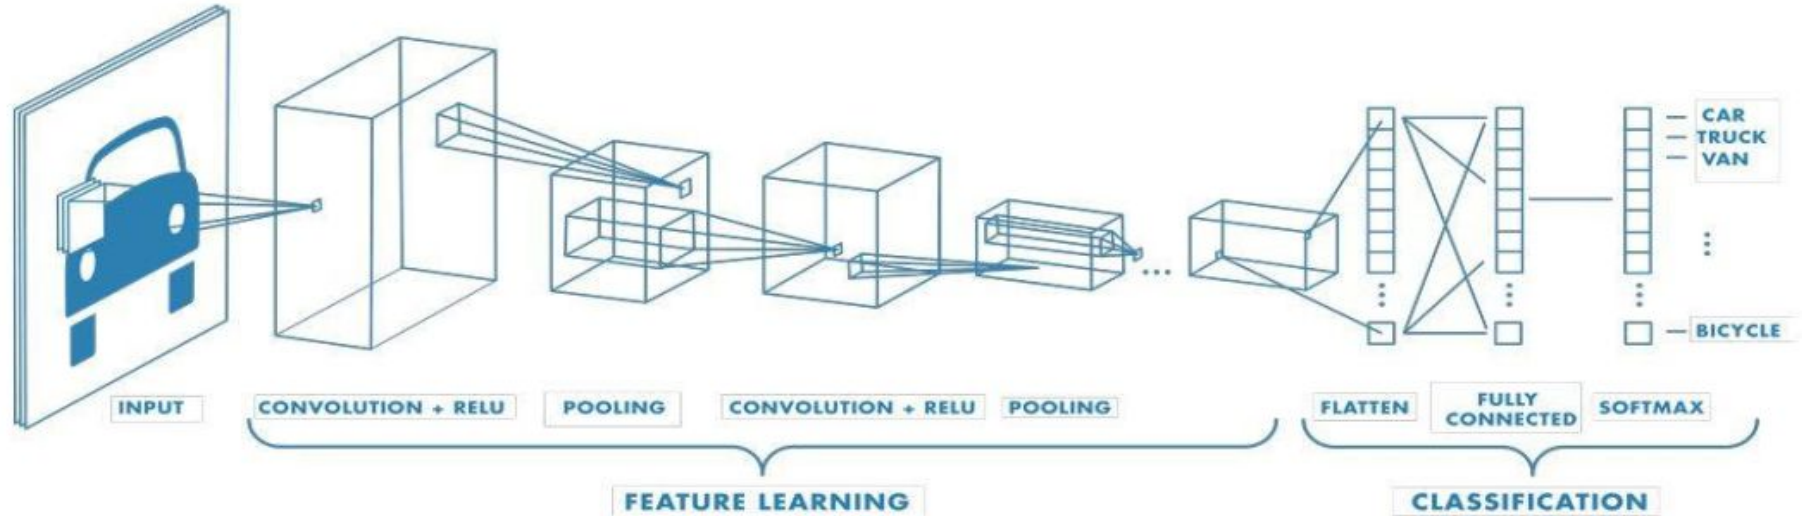 CAR
TRUCK
VAN
BICYCLE
INPUT
CONVOLUTION + RELU
POOLING
CONVOLUTION + RELU
POOLING
FLATTEN
FULLY
CONNECTED
SOFTMAX
FEATURE LEARNING
CLASSIFICATION